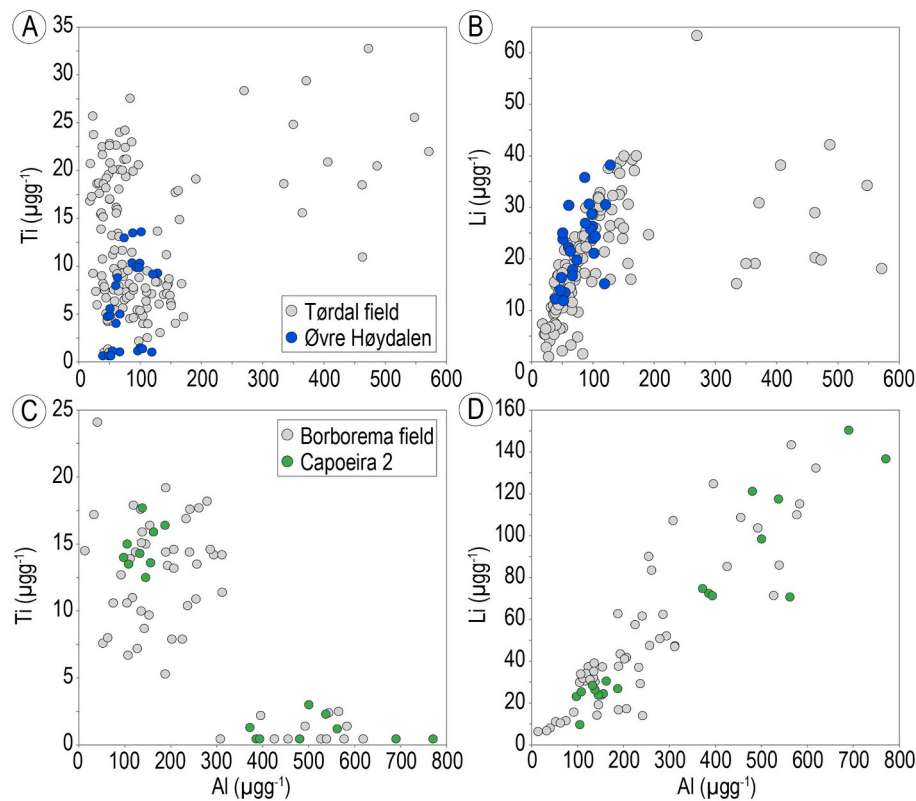 A
35
30
25
20
15
10
5
0
Ti (µgg⁻¹)
0 100 200 300 400 500 600
Tørdal field
Øvre Høydalen
B
60
50
40
30
20
10
0
Li (µgg⁻¹)
0 100 200 300 400 500 600
C
25
20
15
10
5
0
Ti (µgg⁻¹)
0 100 200 300 400 500 600 700 800
Al (µgg⁻¹)
Borborema field
Capoeira 2
D
160
140
120
100
80
60
40
20
0
Li (µgg⁻¹)
0 100 200 300 400 500 600 700 800
Al (µgg⁻¹)